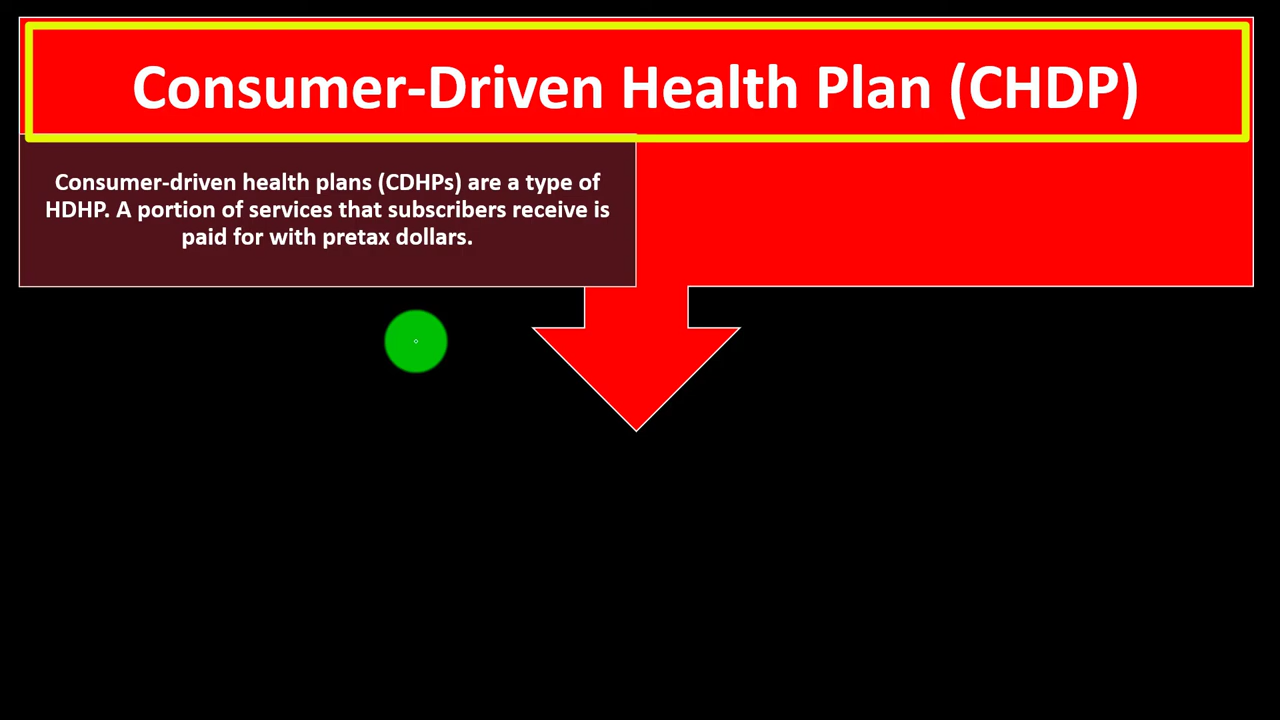 Consumer-Driven Health Plan (CHDP)
Consumer-driven health plans (CDHPs) are a type of
HDHP. A portion of services that subscribers receive is
paid for with pretax dollars.